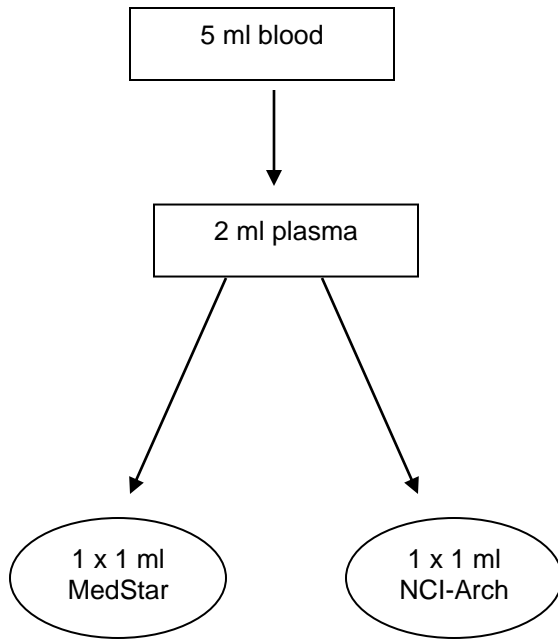 5 ml blood
2 ml plasma
1 x 1 ml
MedStar
1 x 1 ml
NCI-Arch